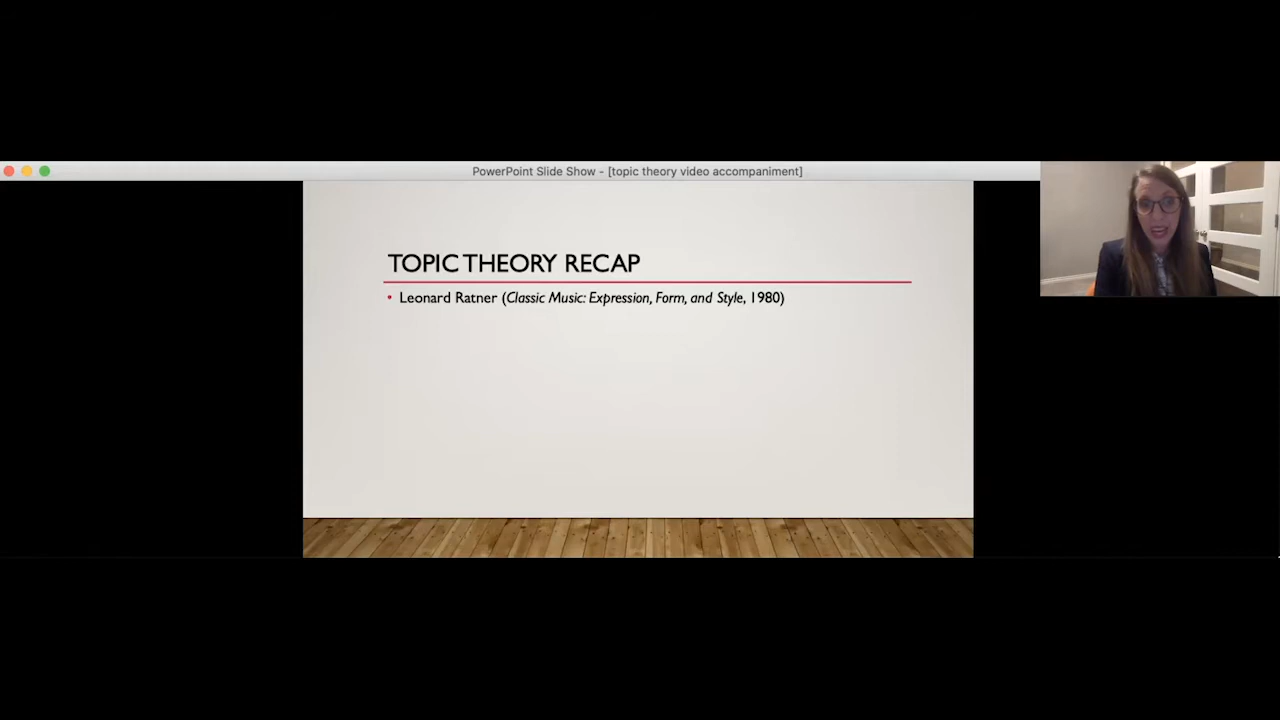 PowerPoint Slide Show - [topic theory video accompaniment]
TOPIC THEORY RECAP
• Leonard Ratner (Classic Music: Expression, Form, and Style, 1980)